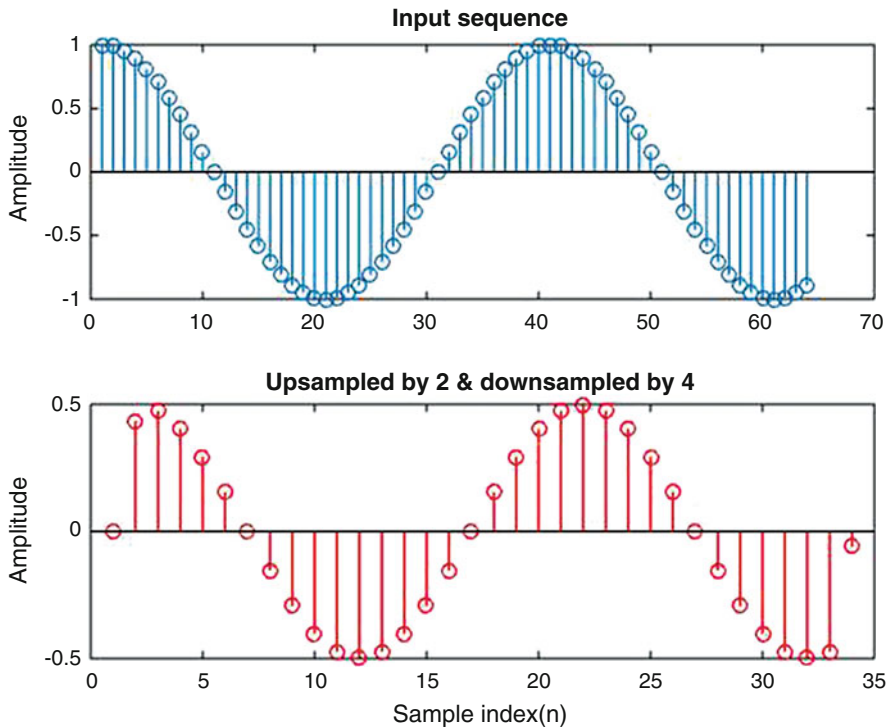 Input sequence
Amplitude
1
0.5
0
-0.5
-1
0 10 20 30 40 50 60 70
Upsampled by 2 & downsampled by 4
Amplitude
0.5
0
-0.5
0 5 10 15 20 25 30 35
Sample index(n)